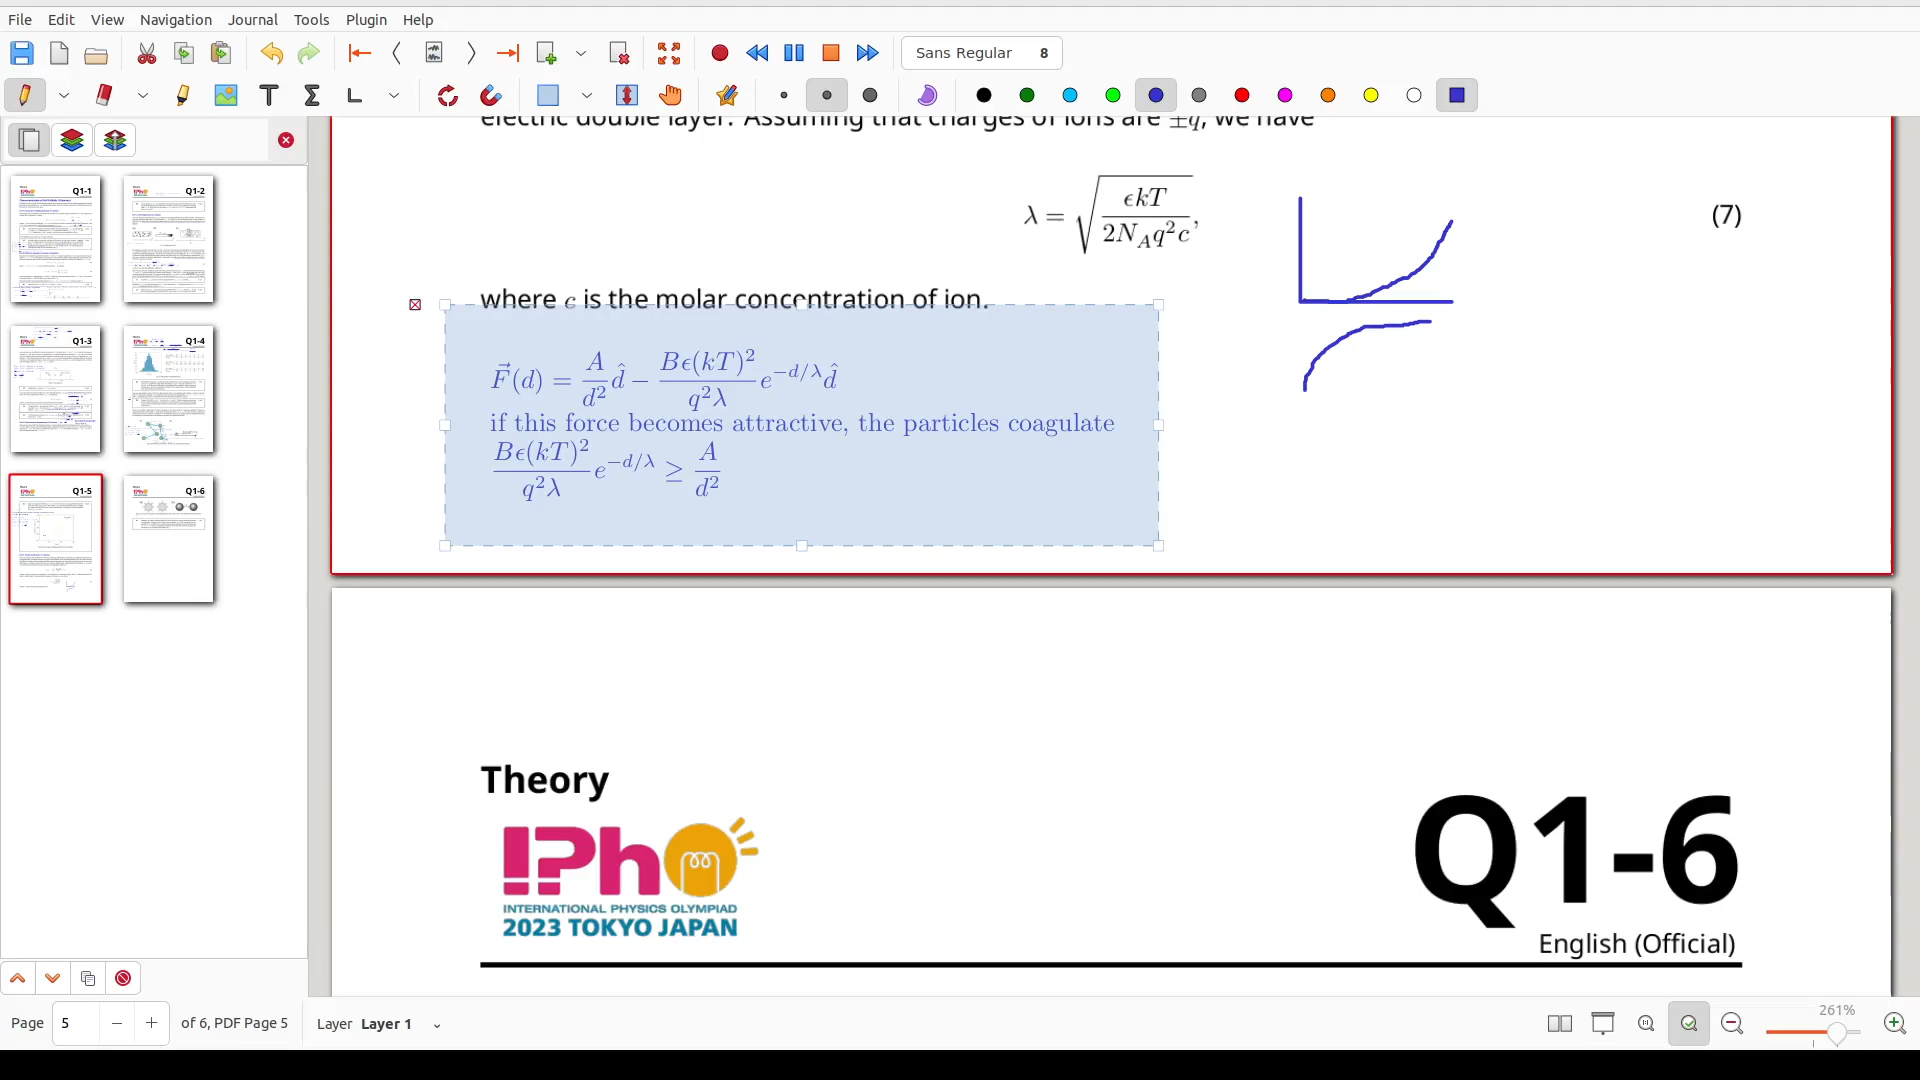 File Edit View Navigation Journal Tools Plugin Help
Sans Regular 8
Q1-1
Q1-2
Q1-3
Q1-4
Q1-5
Q1-6
electric double layer. Assuming that charges of ions are ±q, we have
λ = √(ϵkT / 2N_A q²c), (7)
where c is the molar concentration of ion.
F⃗(d) = A/d² d̂ − Bϵ(kT)²/q²λ e^{−d/λ} d̂
if this force becomes attractive, the particles coagulate
Bϵ(kT)²/q²λ e^{−d/λ} ≥ A/d²
Theory
IPhO
INTERNATIONAL PHYSICS OLYMPIAD
2023 TOKYO JAPAN
Q1-6
English (Official)
Page 5 of 6, PDF Page 5 Layer Layer 1
261%